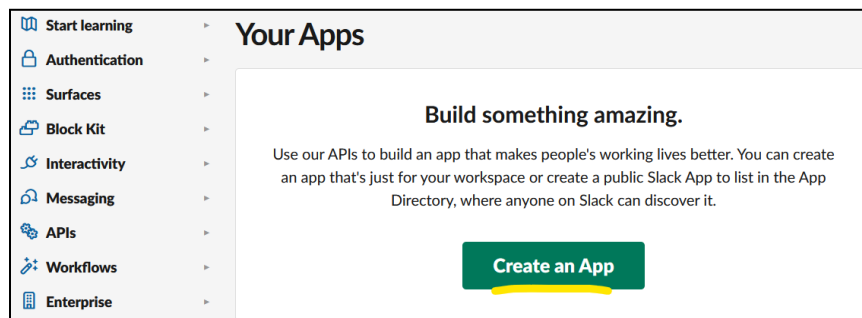 Start learning
Authentication
Surfaces
Block Kit
Interactivity
Messaging
APIs
Workflows
Enterprise
Your Apps
Build something amazing.
Use our APIs to build an app that makes people's working lives better. You can create
an app that's just for your workspace or create a public Slack App to list in the App
Directory, where anyone on Slack can discover it.
Create an App